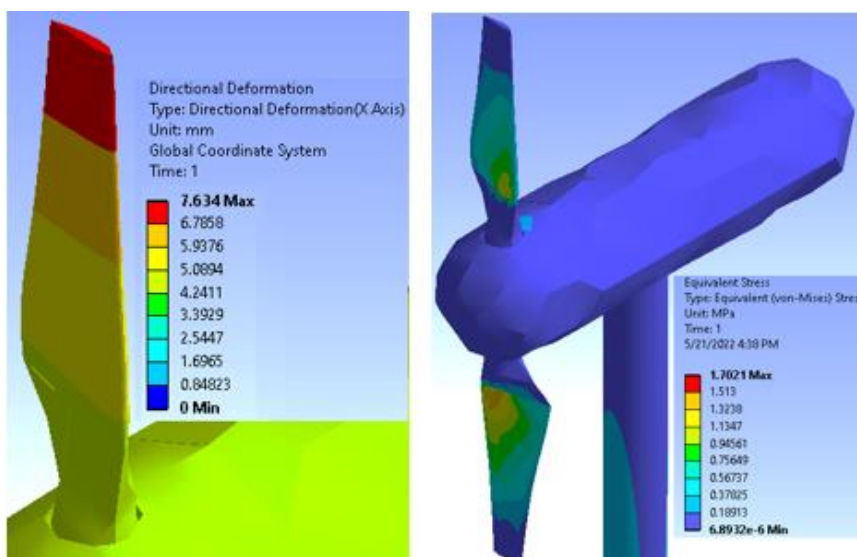 Directional Deformation
Type: Directional Deformation(X Axis)
Unit: mm
Global Coordinate System
Time: 1
7.634 Max
6.7858
5.9376
5.0894
4.2411
3.3929
2.5447
1.6965
0.84823
0 Min
Equivalent Stress
Type: Equivalent (von-Mises) Stres
Unit: MPa
Time: 1
5/21/2022 4:38 PM
1.7021 Max
1.513
1.3238
1.1347
0.94561
0.75649
0.56737
0.37825
0.18913
6.8932e-6 Min